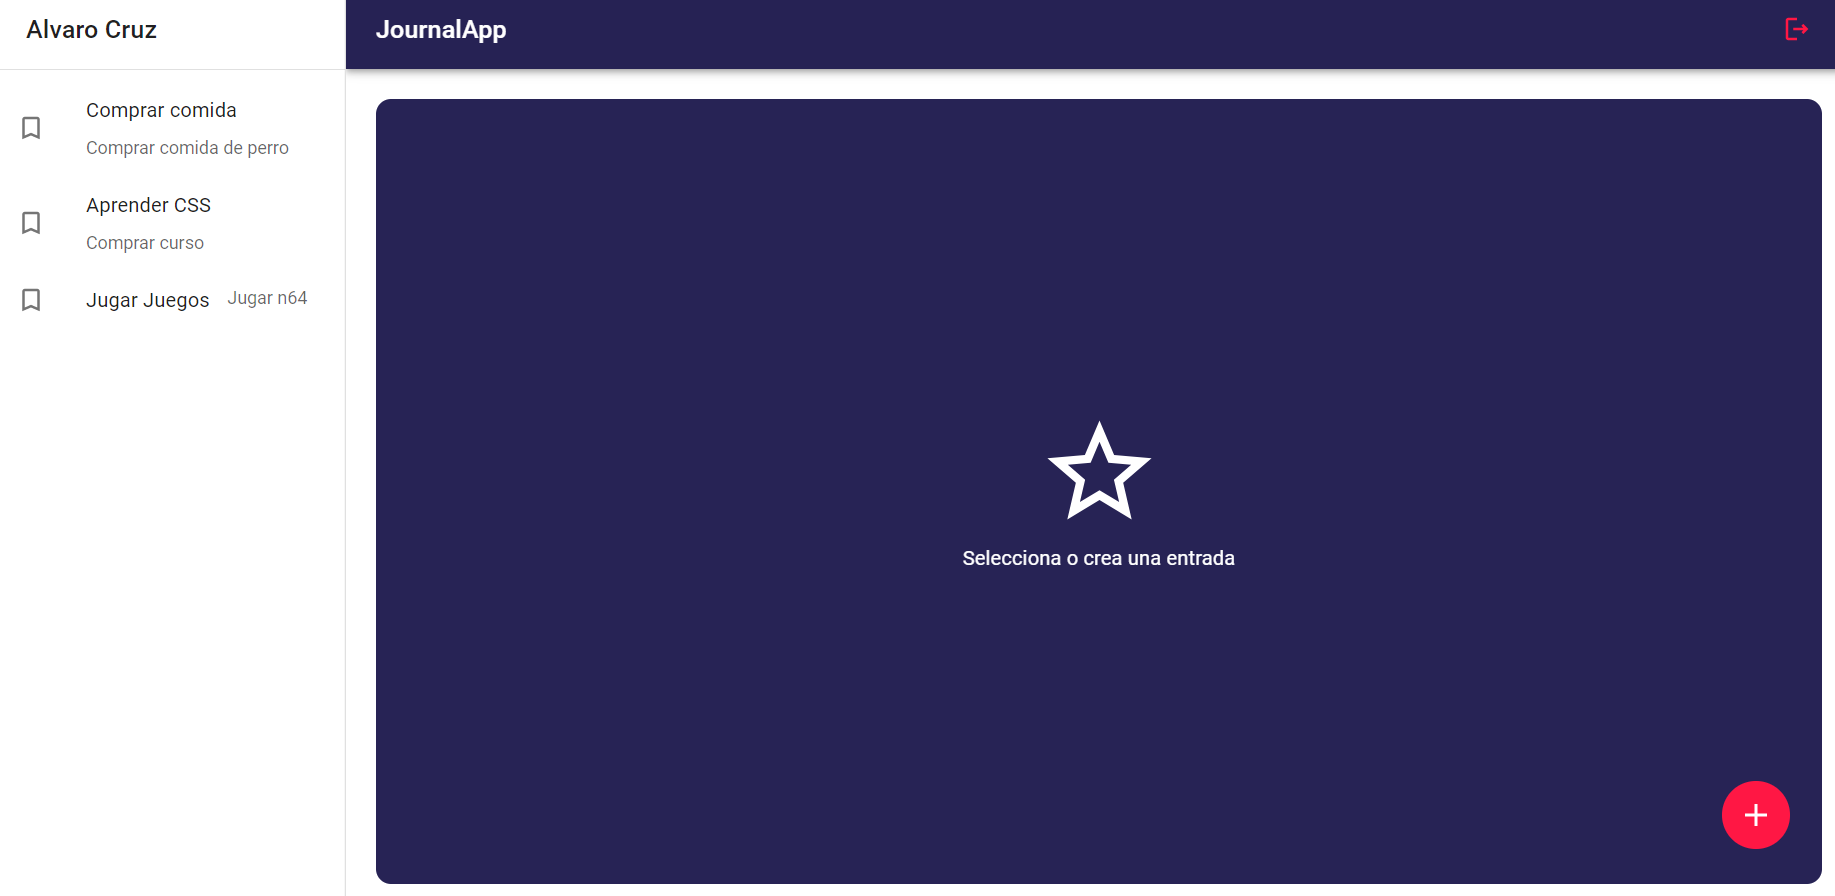 Alvaro Cruz
JournalApp
Comprar comida
Comprar comida de perro
Aprender CSS
Comprar curso
Jugar Juegos Jugar n64
Selecciona o crea una entrada